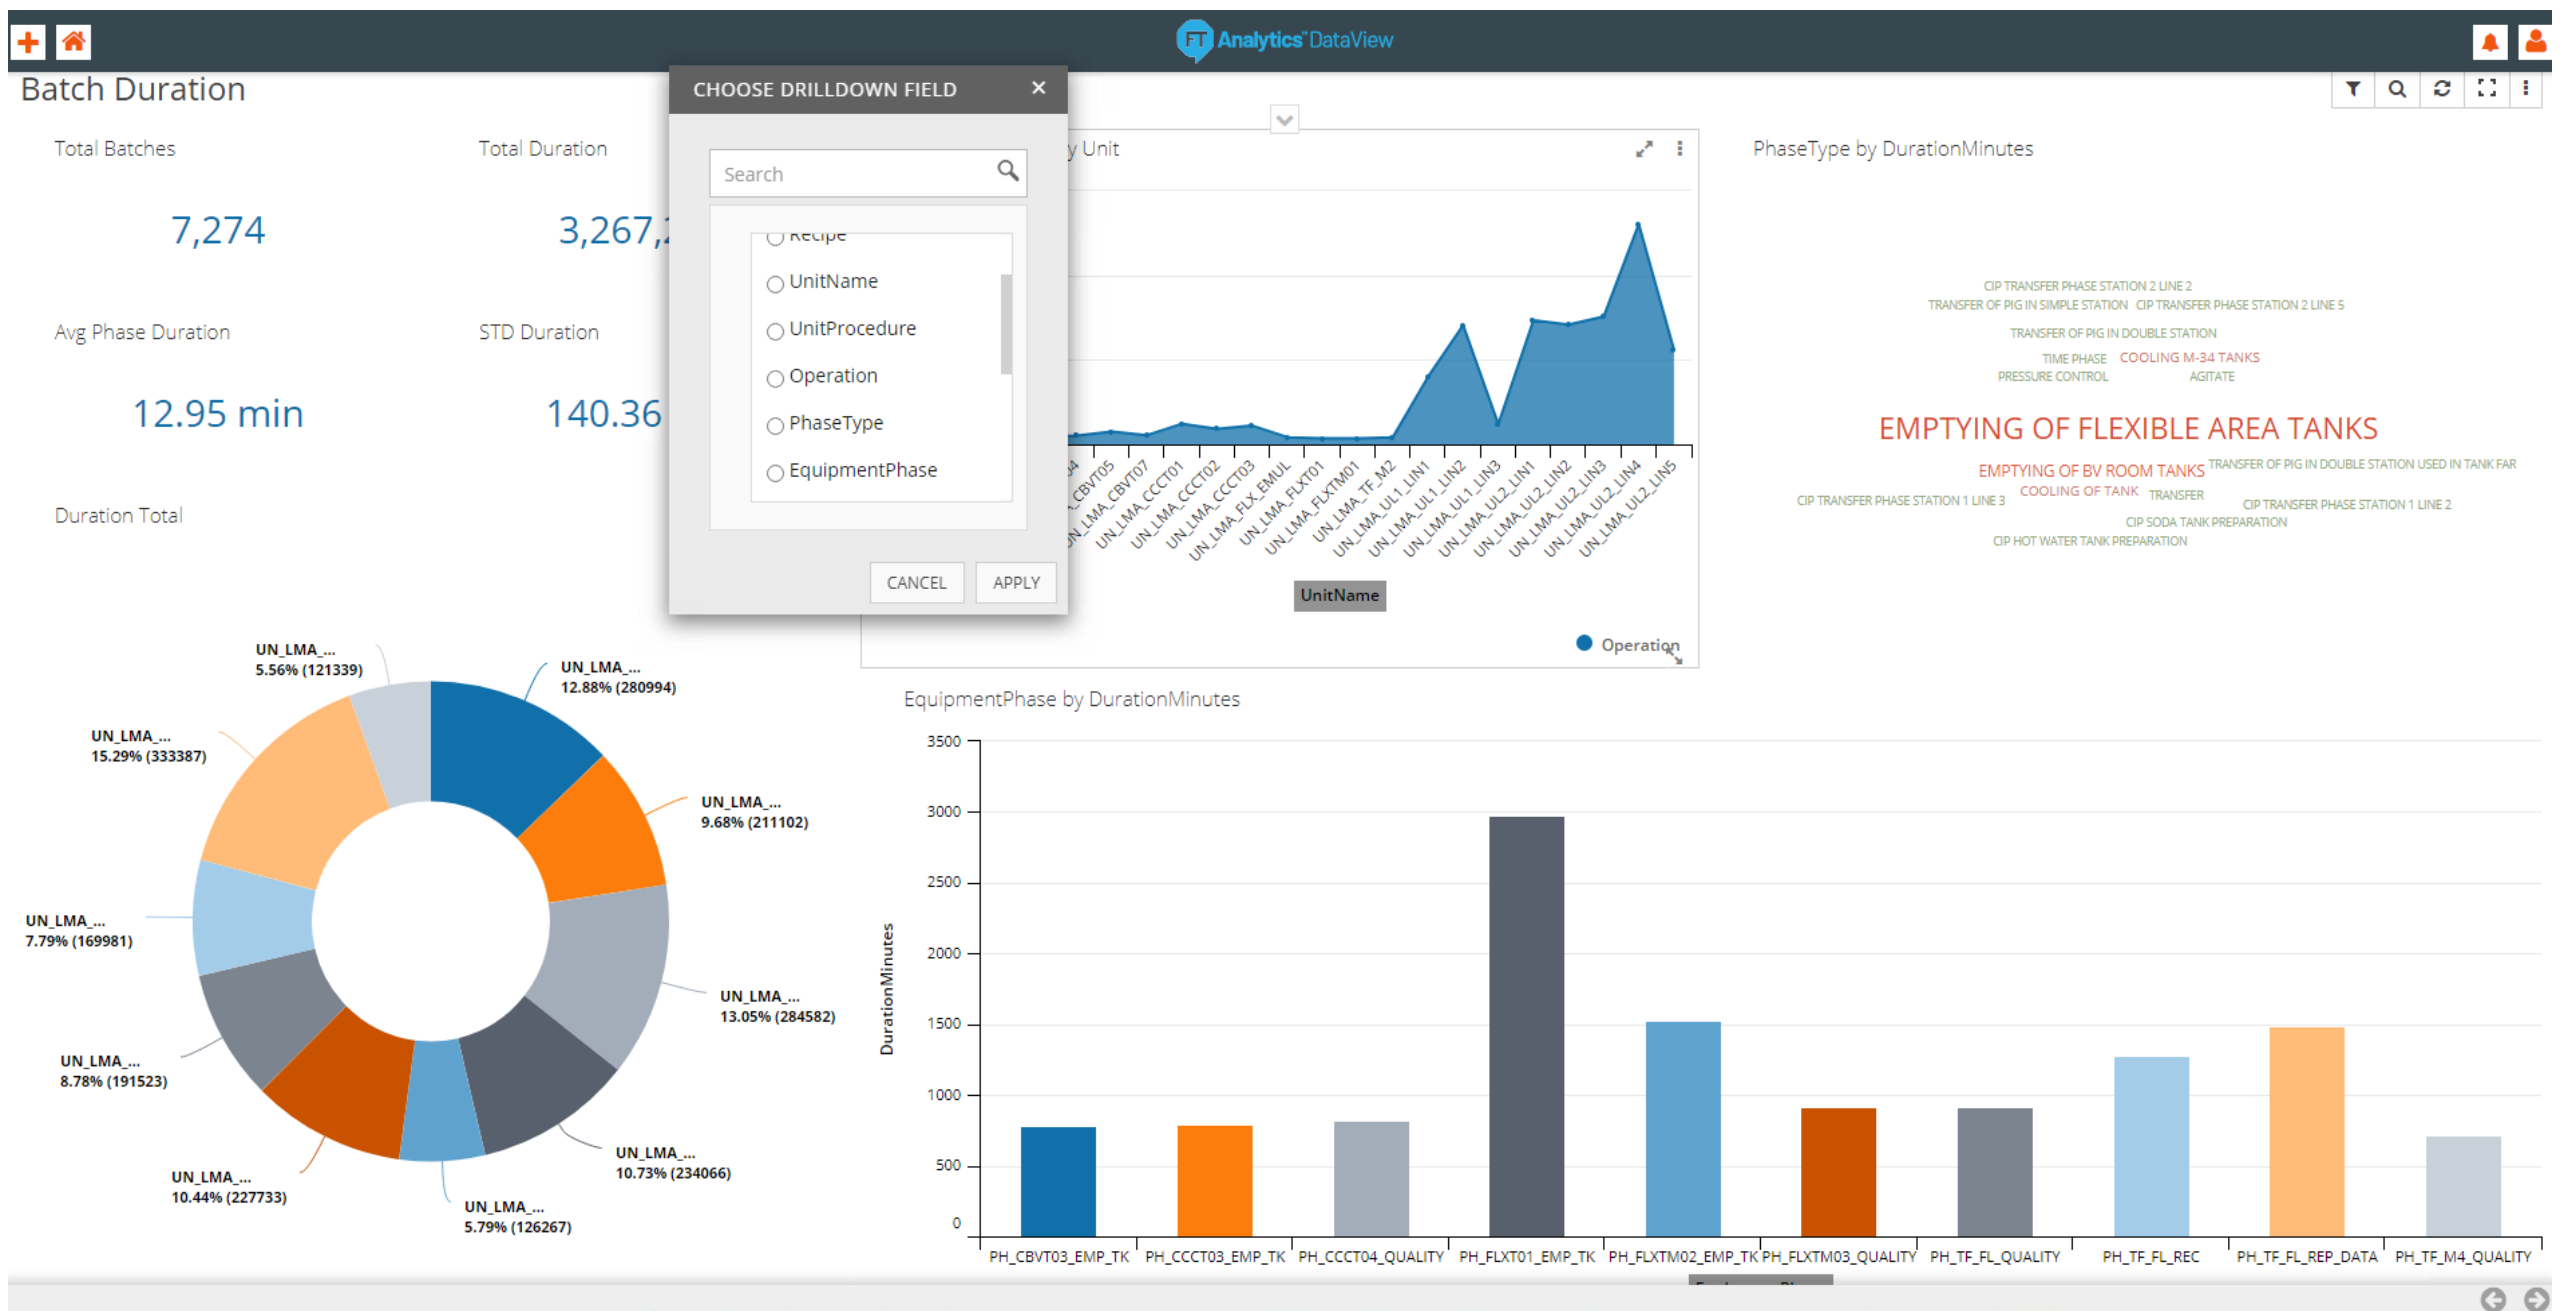 FT Analytics™ DataView
Batch Duration
CHOOSE DRILLDOWN FIELD ×
Search
Recipe
UnitName
UnitProcedure
Operation
PhaseType
EquipmentPhase
CANCEL APPLY
Total Batches
7,274
Total Duration
3,267,
Avg Phase Duration
12.95 min
STD Duration
140.36
Duration Total
UN_LMA_...
5.56% (121339)
UN_LMA_...
12.88% (280994)
UN_LMA_...
15.29% (333387)
UN_LMA_...
9.68% (211102)
UN_LMA_...
7.79% (169981)
UN_LMA_...
13.05% (284582)
UN_LMA_...
8.78% (191523)
UN_LMA_...
10.73% (234066)
UN_LMA_...
10.44% (227733)
UN_LMA_...
5.79% (126267)
y Unit
04
_CBVT05
UN_LMA_CBVT07
UN_LMA_CCCT01
UN_LMA_CCCT02
UN_LMA_CCCT03
UN_LMA_FLX_EMUL
UN_LMA_FLXT01
UN_LMA_FLXTM01
UN_LMA_TF_M2
UN_LMA_UL1_LIN1
UN_LMA_UL1_LIN2
UN_LMA_UL1_LIN3
UN_LMA_UL2_LIN1
UN_LMA_UL2_LIN2
UN_LMA_UL2_LIN3
UN_LMA_UL2_LIN4
UN_LMA_UL2_LIN5
UnitName
Operation
PhaseType by DurationMinutes
CIP TRANSFER PHASE STATION 2 LINE 2
TRANSFER OF PIG IN SIMPLE STATION CIP TRANSFER PHASE STATION 2 LINE 5
TRANSFER OF PIG IN DOUBLE STATION
TIME PHASE COOLING M-34 TANKS
PRESSURE CONTROL AGITATE
EMPTYING OF FLEXIBLE AREA TANKS
EMPTYING OF BV ROOM TANKS TRANSFER OF PIG IN DOUBLE STATION USED IN TANK FAR
CIP TRANSFER PHASE STATION 1 LINE 3 COOLING OF TANK TRANSFER CIP TRANSFER PHASE STATION 1 LINE 2
CIP SODA TANK PREPARATION
CIP HOT WATER TANK PREPARATION
EquipmentPhase by DurationMinutes
DurationMinutes
3500
3000
2500
2000
1500
1000
500
0
PH_CBVT03_EMP_TK PH_CCCT03_EMP_TK PH_CCCT04_QUALITY PH_FLXT01_EMP_TK PH_FLXTM02_EMP_TK PH_FLXTM03_QUALITY PH_TF_FL_QUALITY PH_TF_FL_REC PH_TF_FL_REP_DATA PH_TF_M4_QUALITY